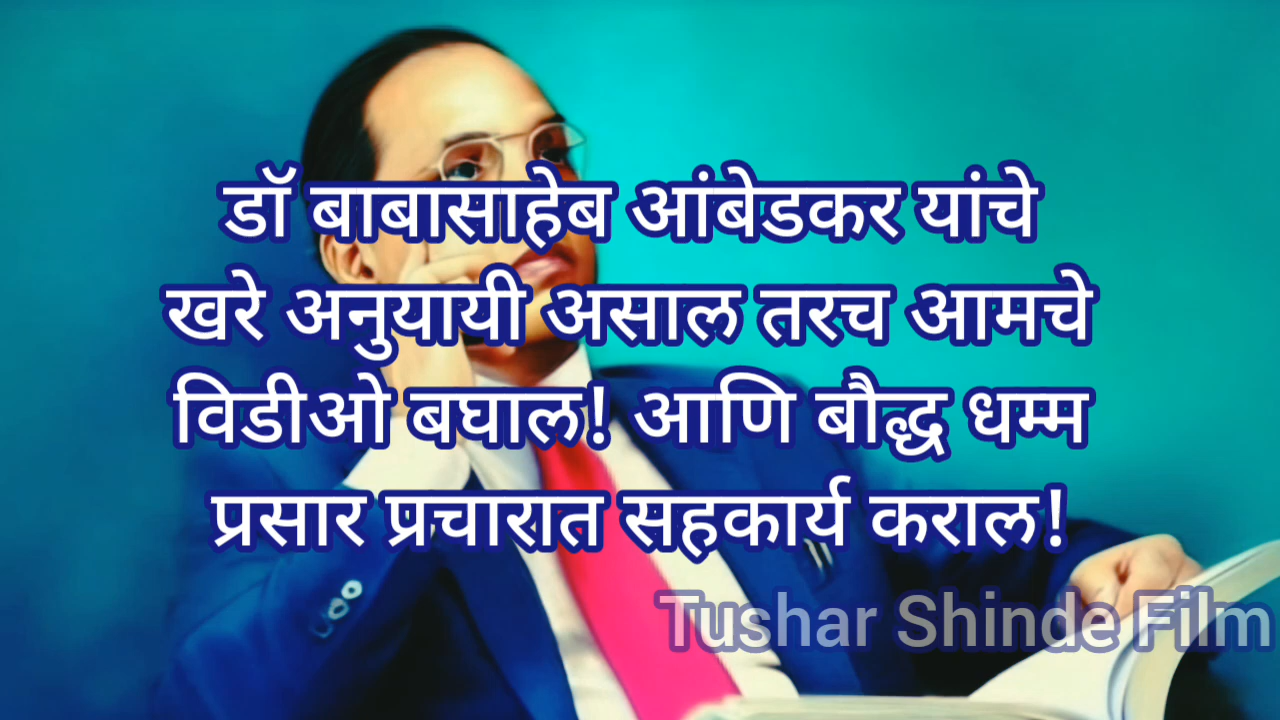 डॉ बाबासाहेब आंबेडकर यांचे
खरे अनुयायी असाल तरच आमचे
विडीओ बघाल! आणि बौद्ध धम्म
प्रसार प्रचारात सहकार्य कराल!
Tushar Shinde Film